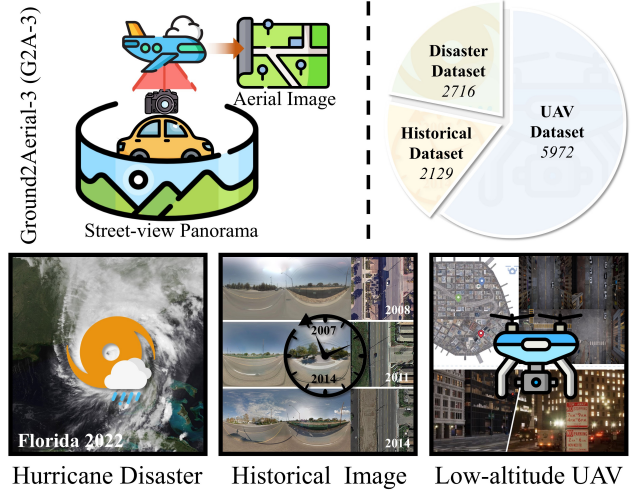 Ground2Aerial-3 (G2A-3)
Aerial Image
Street-view Panorama
Disaster
Dataset
2716
Historical
Dataset
2129
UAV
Dataset
5972
Florida 2022
2008
2007
2014
2011
2014
Hurricane Disaster
Historical Image
Low-altitude UAV